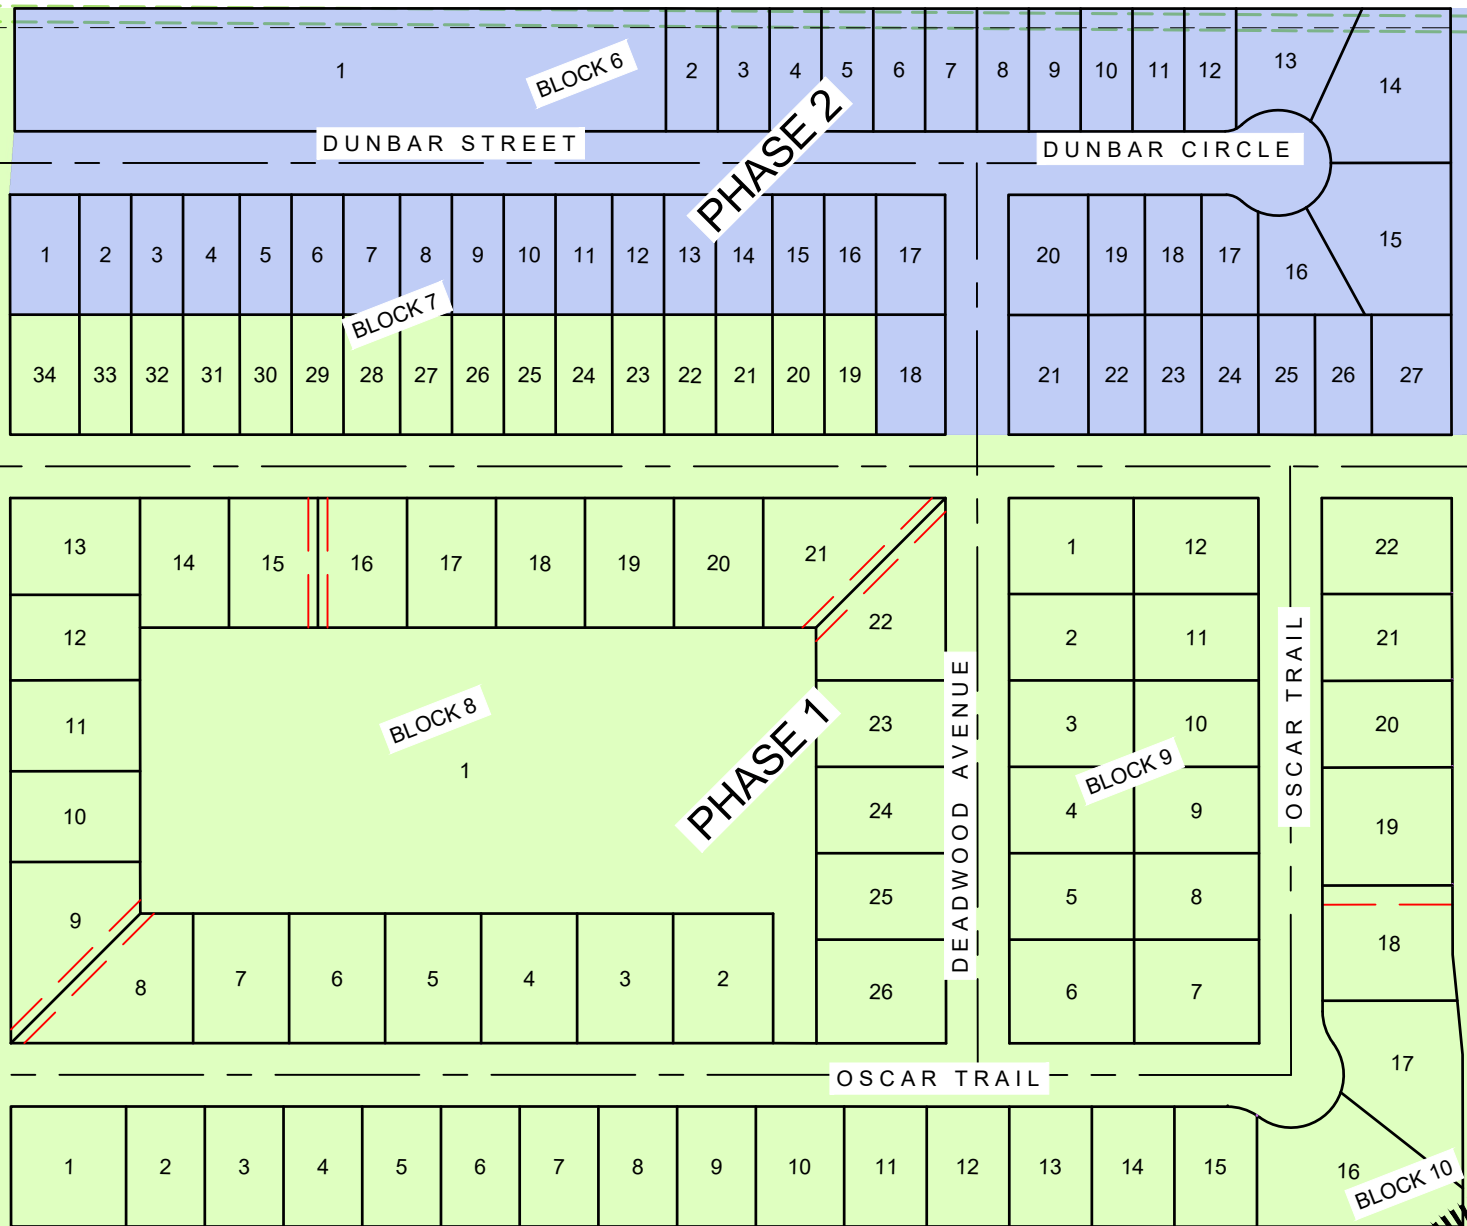 1 BLOCK 6 2 3 4 5 6 7 8 9 10 11 12 13 14
DUNBAR STREET PHASE 2 DUNBAR CIRCLE
1 2 3 4 5 6 7 8 9 10 11 12 13 14 15 16 17 20 19 18 17 16 15
BLOCK 7
34 33 32 31 30 29 28 27 26 25 24 23 22 21 20 19 18 21 22 23 24 25 26 27
13 14 15 16 17 18 19 20 21 1 12 22
12 22 2 11 21
OSCAR TRAIL
11 BLOCK 8 23 3 10 20
1 PHASE 1 DEADWOOD AVENUE BLOCK 9
10 24 4 9 19
9 25 5 8
18
8 7 6 5 4 3 2 26 6 7
17
OSCAR TRAIL
1 2 3 4 5 6 7 8 9 10 11 12 13 14 15 16
BLOCK 10